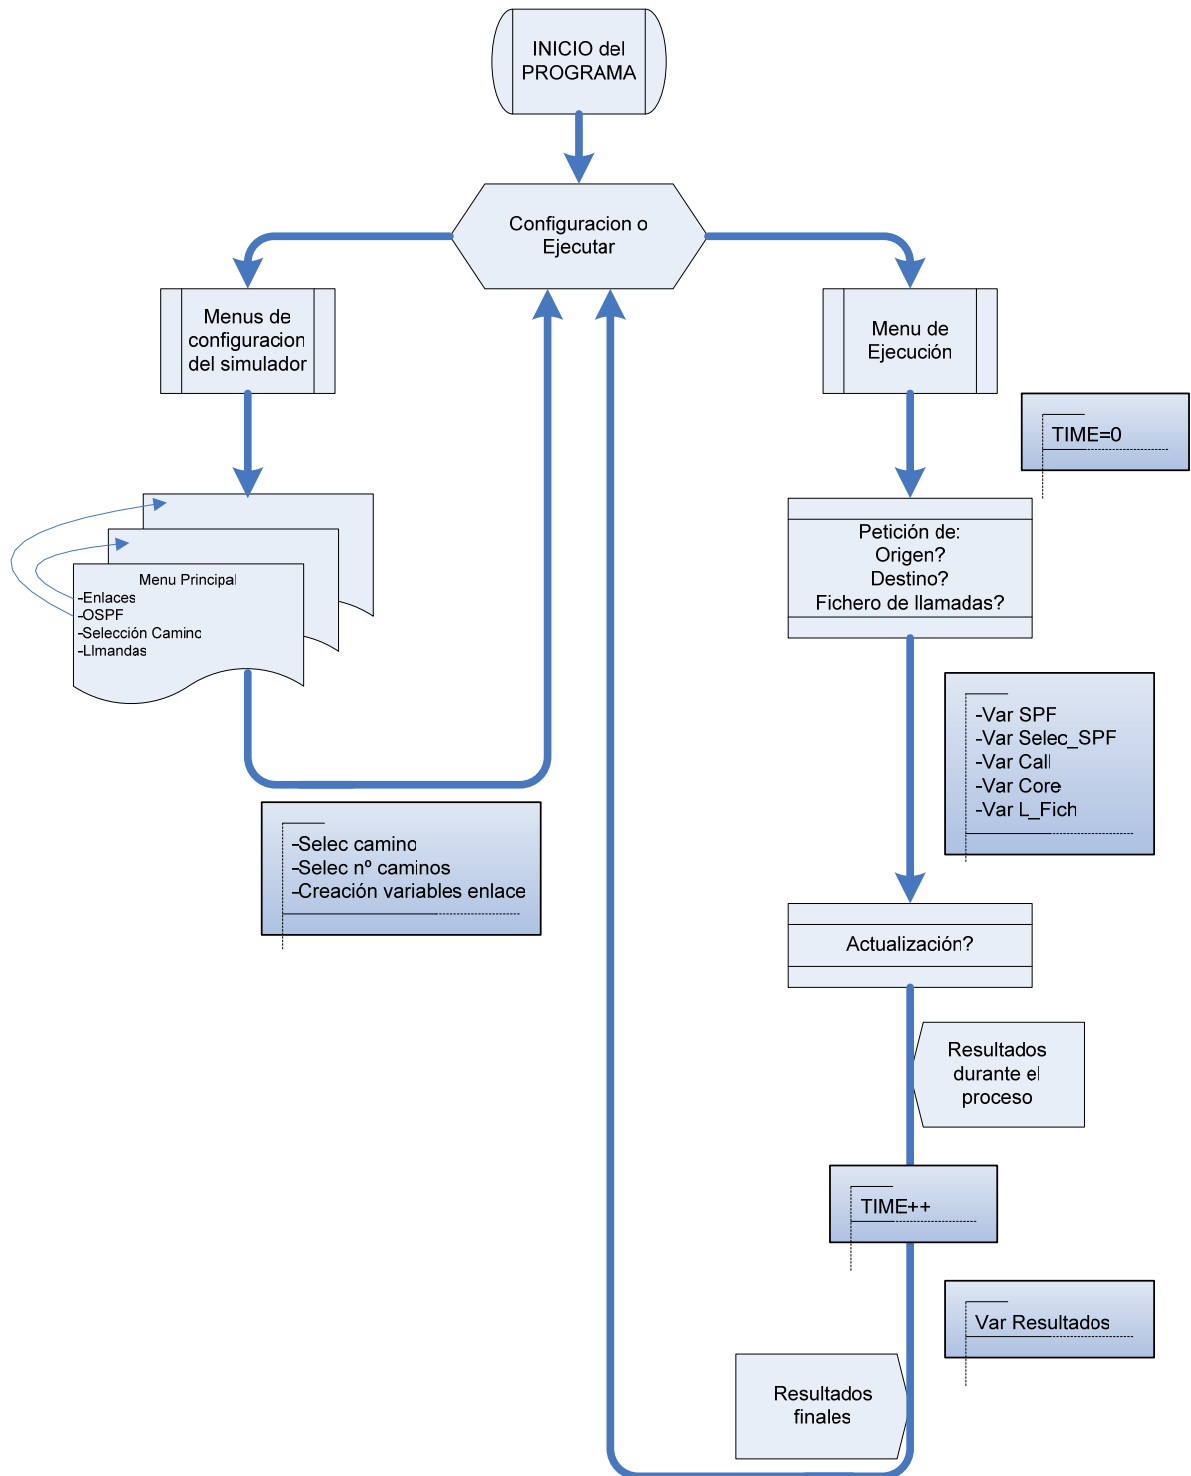 INICIO del
PROGRAMA
Configuracion o
Ejecutar
Menus de
configuracion
del simulador
Menu de
Ejecución
TIME=0
Petición de:
Origen?
Destino?
Fichero de llamadas?
Menu Principal
-Enlaces
-OSPF
-Selección Camino
-Llmandas
-Var SPF
-Var Selec_SPF
-Var Call
-Var Core
-Var L_Fich
-Selec camino
-Selec nº caminos
-Creación variables enlace
Actualización?
Resultados
durante el
proceso
TIME++
Var Resultados
Resultados
finales